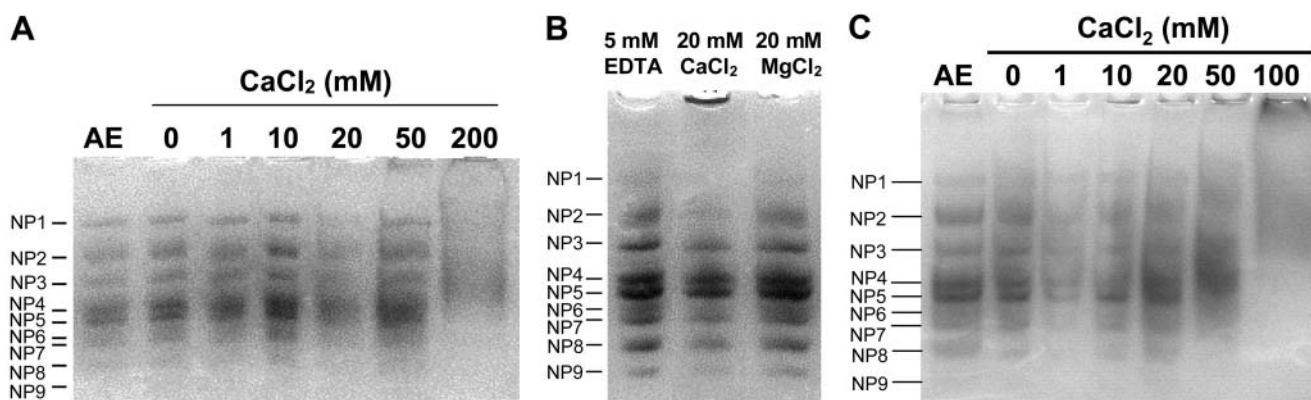 A
CaCl₂ (mM)
AE 0 1 10 20 50 200
NP1
NP2
NP3
NP4
NP5
NP6
NP7
NP8
NP9
B
5 mM 20 mM 20 mM
EDTA CaCl₂ MgCl₂
NP1
NP2
NP3
NP4
NP5
NP6
NP7
NP8
NP9
C
CaCl₂ (mM)
AE 0 1 10 20 50 100
NP1
NP2
NP3
NP4
NP5
NP6
NP7
NP8
NP9